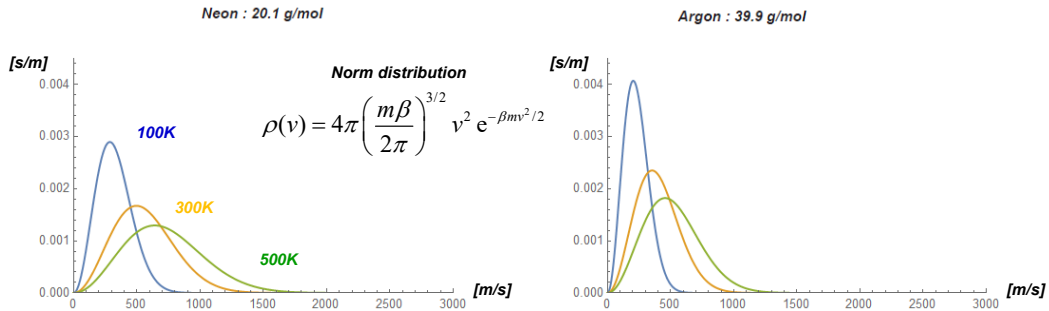 Neon : 20.1 g/mol
[s/m]
0.004
0.003
0.002
0.001
0.000
0
500
1000
1500
2000
2500
3000
[m/s]
100K
300K
500K
Norm distribution
ρ(v) = 4π(mβ/2π)^{3/2} v² e^{−βmv²/2}
Argon : 39.9 g/mol
[s/m]
0.004
0.003
0.002
0.001
0.000
0
500
1000
1500
2000
2500
3000
[m/s]